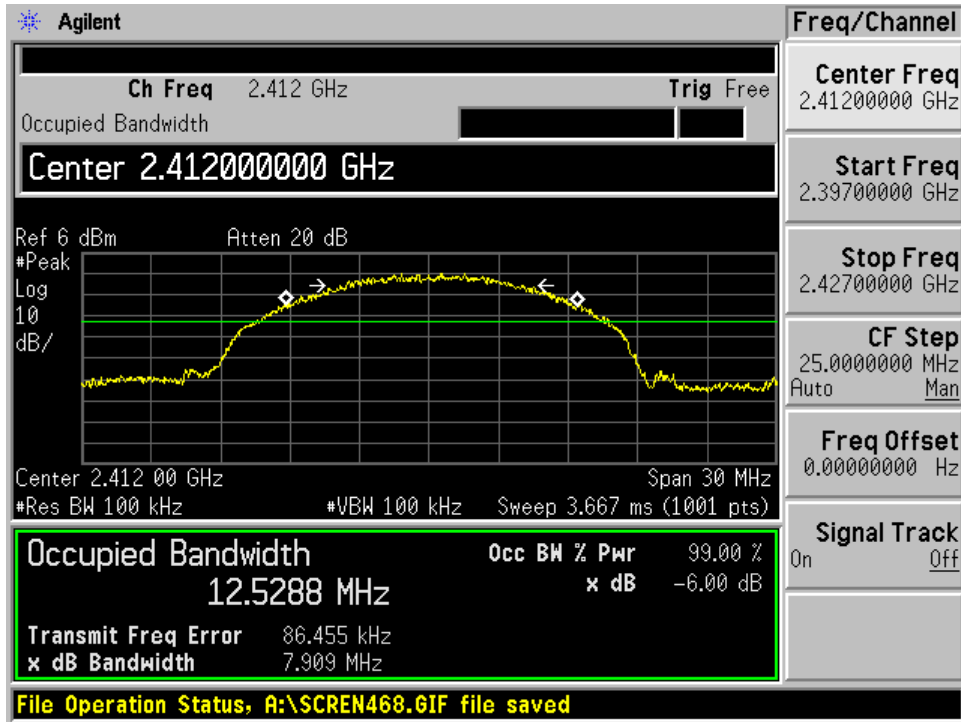 Agilent
Ch Freq 2.412 GHz Trig Free
Occupied Bandwidth
Center 2.412000000 GHz
Ref 6 dBm Atten 20 dB
#Peak
Log
10
dB/
Center 2.412 00 GHz Span 30 MHz
#Res BW 100 kHz #VBW 100 kHz Sweep 3.667 ms (1001 pts)
Occupied Bandwidth
12.5288 MHz
Occ BW % Pwr 99.00 %
x dB -6.00 dB
Transmit Freq Error 86.455 kHz
x dB Bandwidth 7.909 MHz
File Operation Status, A:\SCREN468.GIF file saved
Freq/Channel
Center Freq
2.41200000 GHz
Start Freq
2.39700000 GHz
Stop Freq
2.42700000 GHz
CF Step
25.0000000 MHz
Auto Man
Freq Offset
0.00000000 Hz
Signal Track
On Off